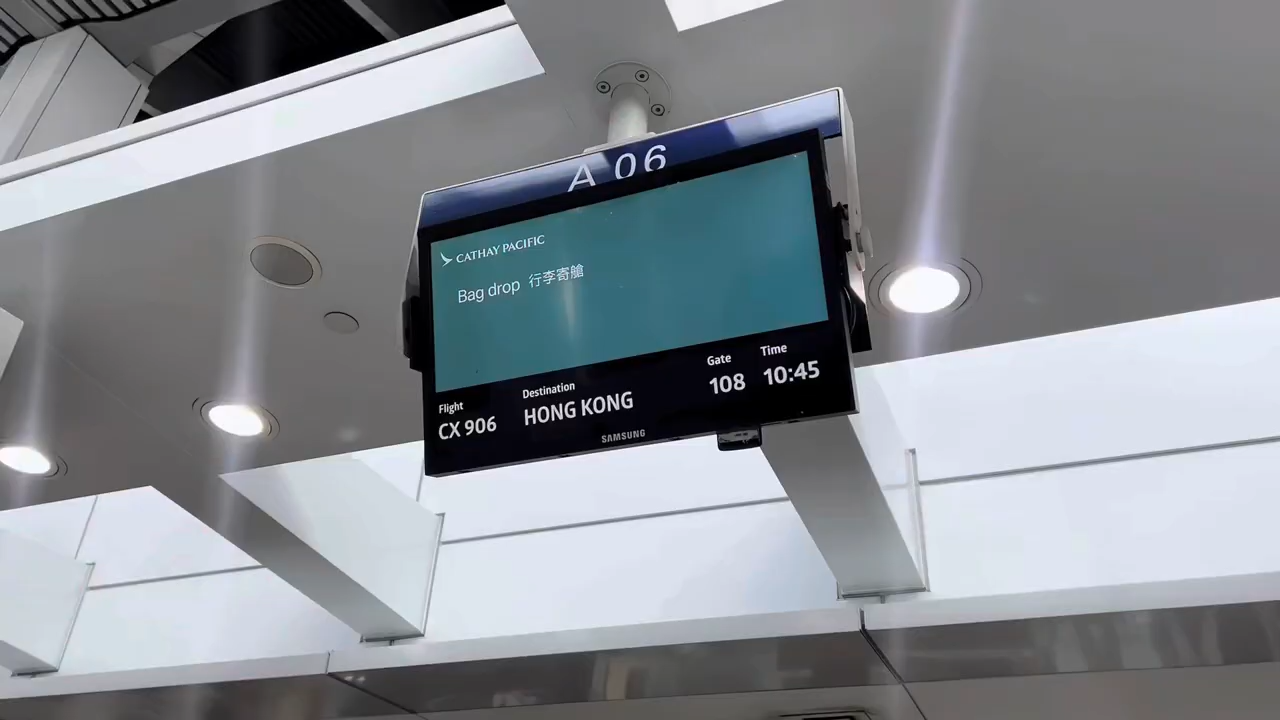 A 06
CATHAY PACIFIC
Bag drop 行李寄艙
Flight Destination Gate Time
CX 906 HONG KONG 108 10:45
SAMSUNG